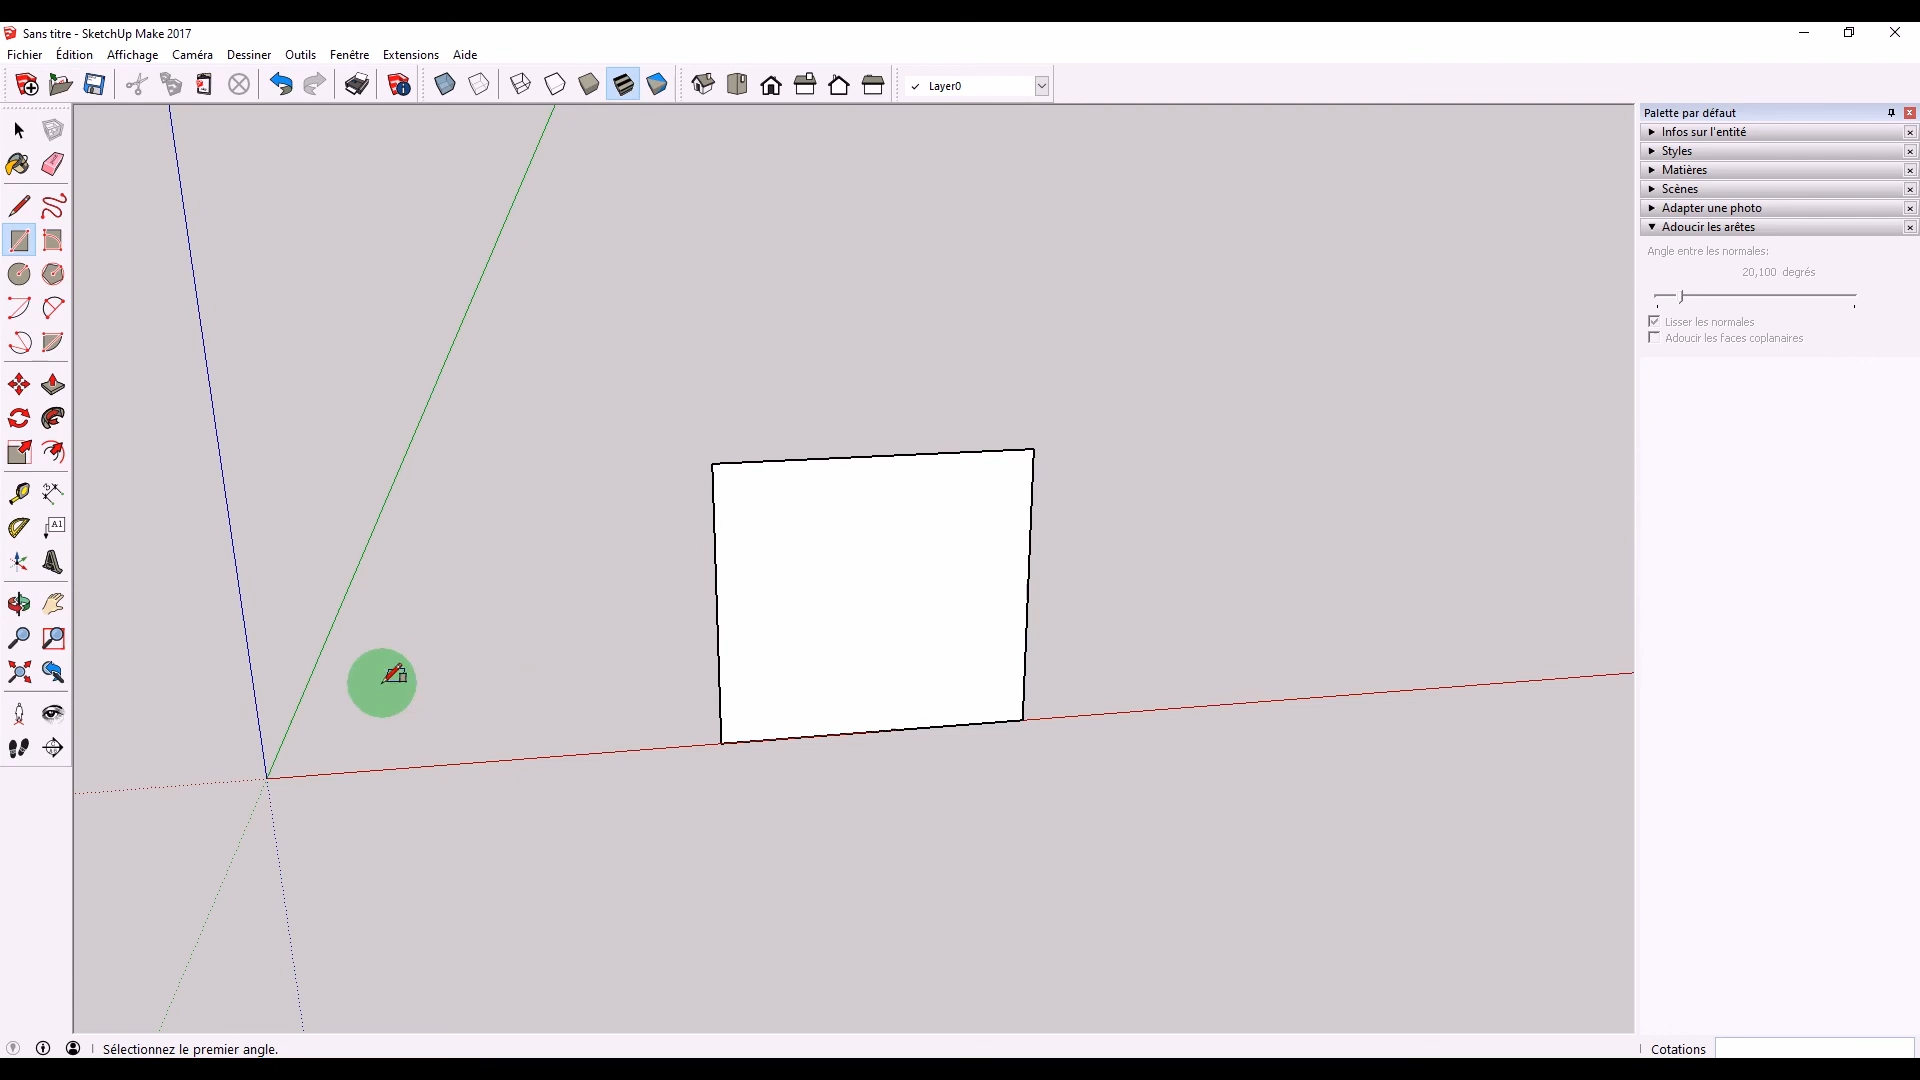 Sans titre - SketchUp Make 2017
Fichier Édition Affichage Caméra Dessiner Outils Fenêtre Extensions Aide
Layer0
Palette par défaut
Infos sur l'entité
Styles
Matières
Scènes
Adapter une photo
Adoucir les arêtes
Angle entre les normales:
20,100 degrés
Lisser les normales
Adoucir les faces coplanaires
A1
Sélectionnez le premier angle.
Cotations